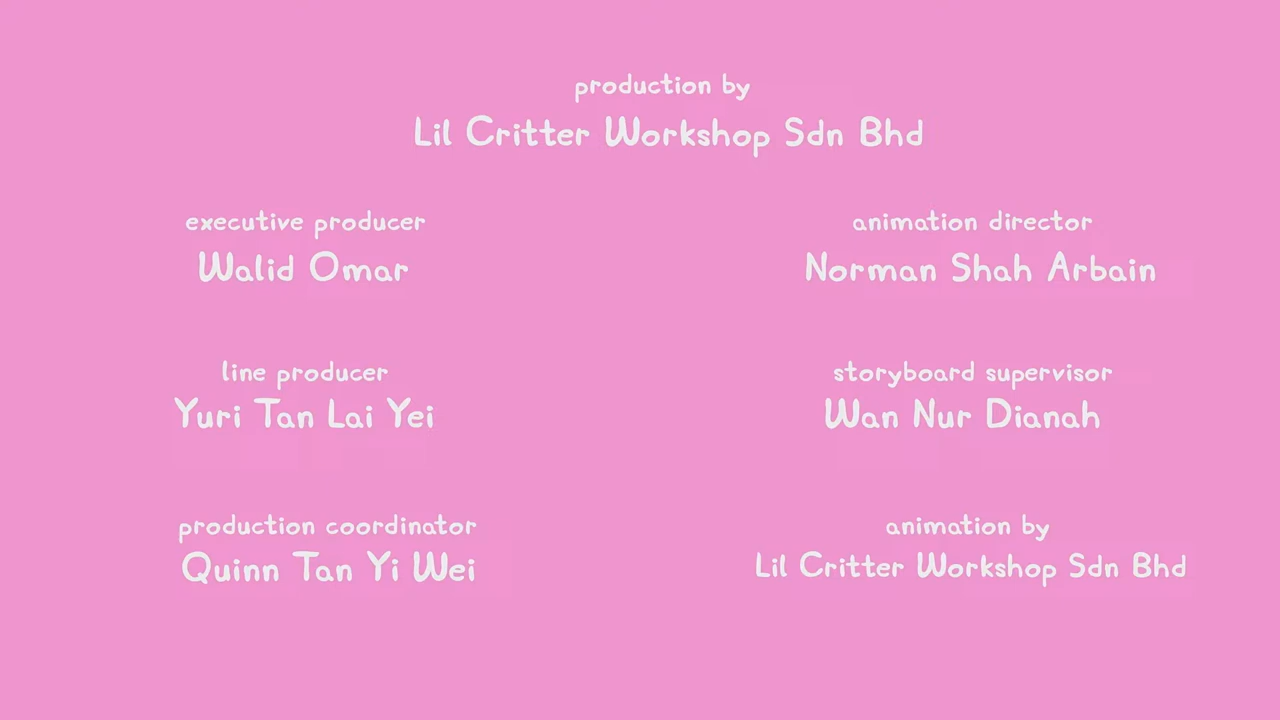 production by
Lil Critter Workshop Sdn Bhd
executive producer
Walid Omar
animation director
Norman Shah Arbain
line producer
Yuri Tan Lai Yei
storyboard supervisor
Wan Nur Dianah
production coordinator
Quinn Tan Yi Wei
animation by
Lil Critter Workshop Sdn Bhd